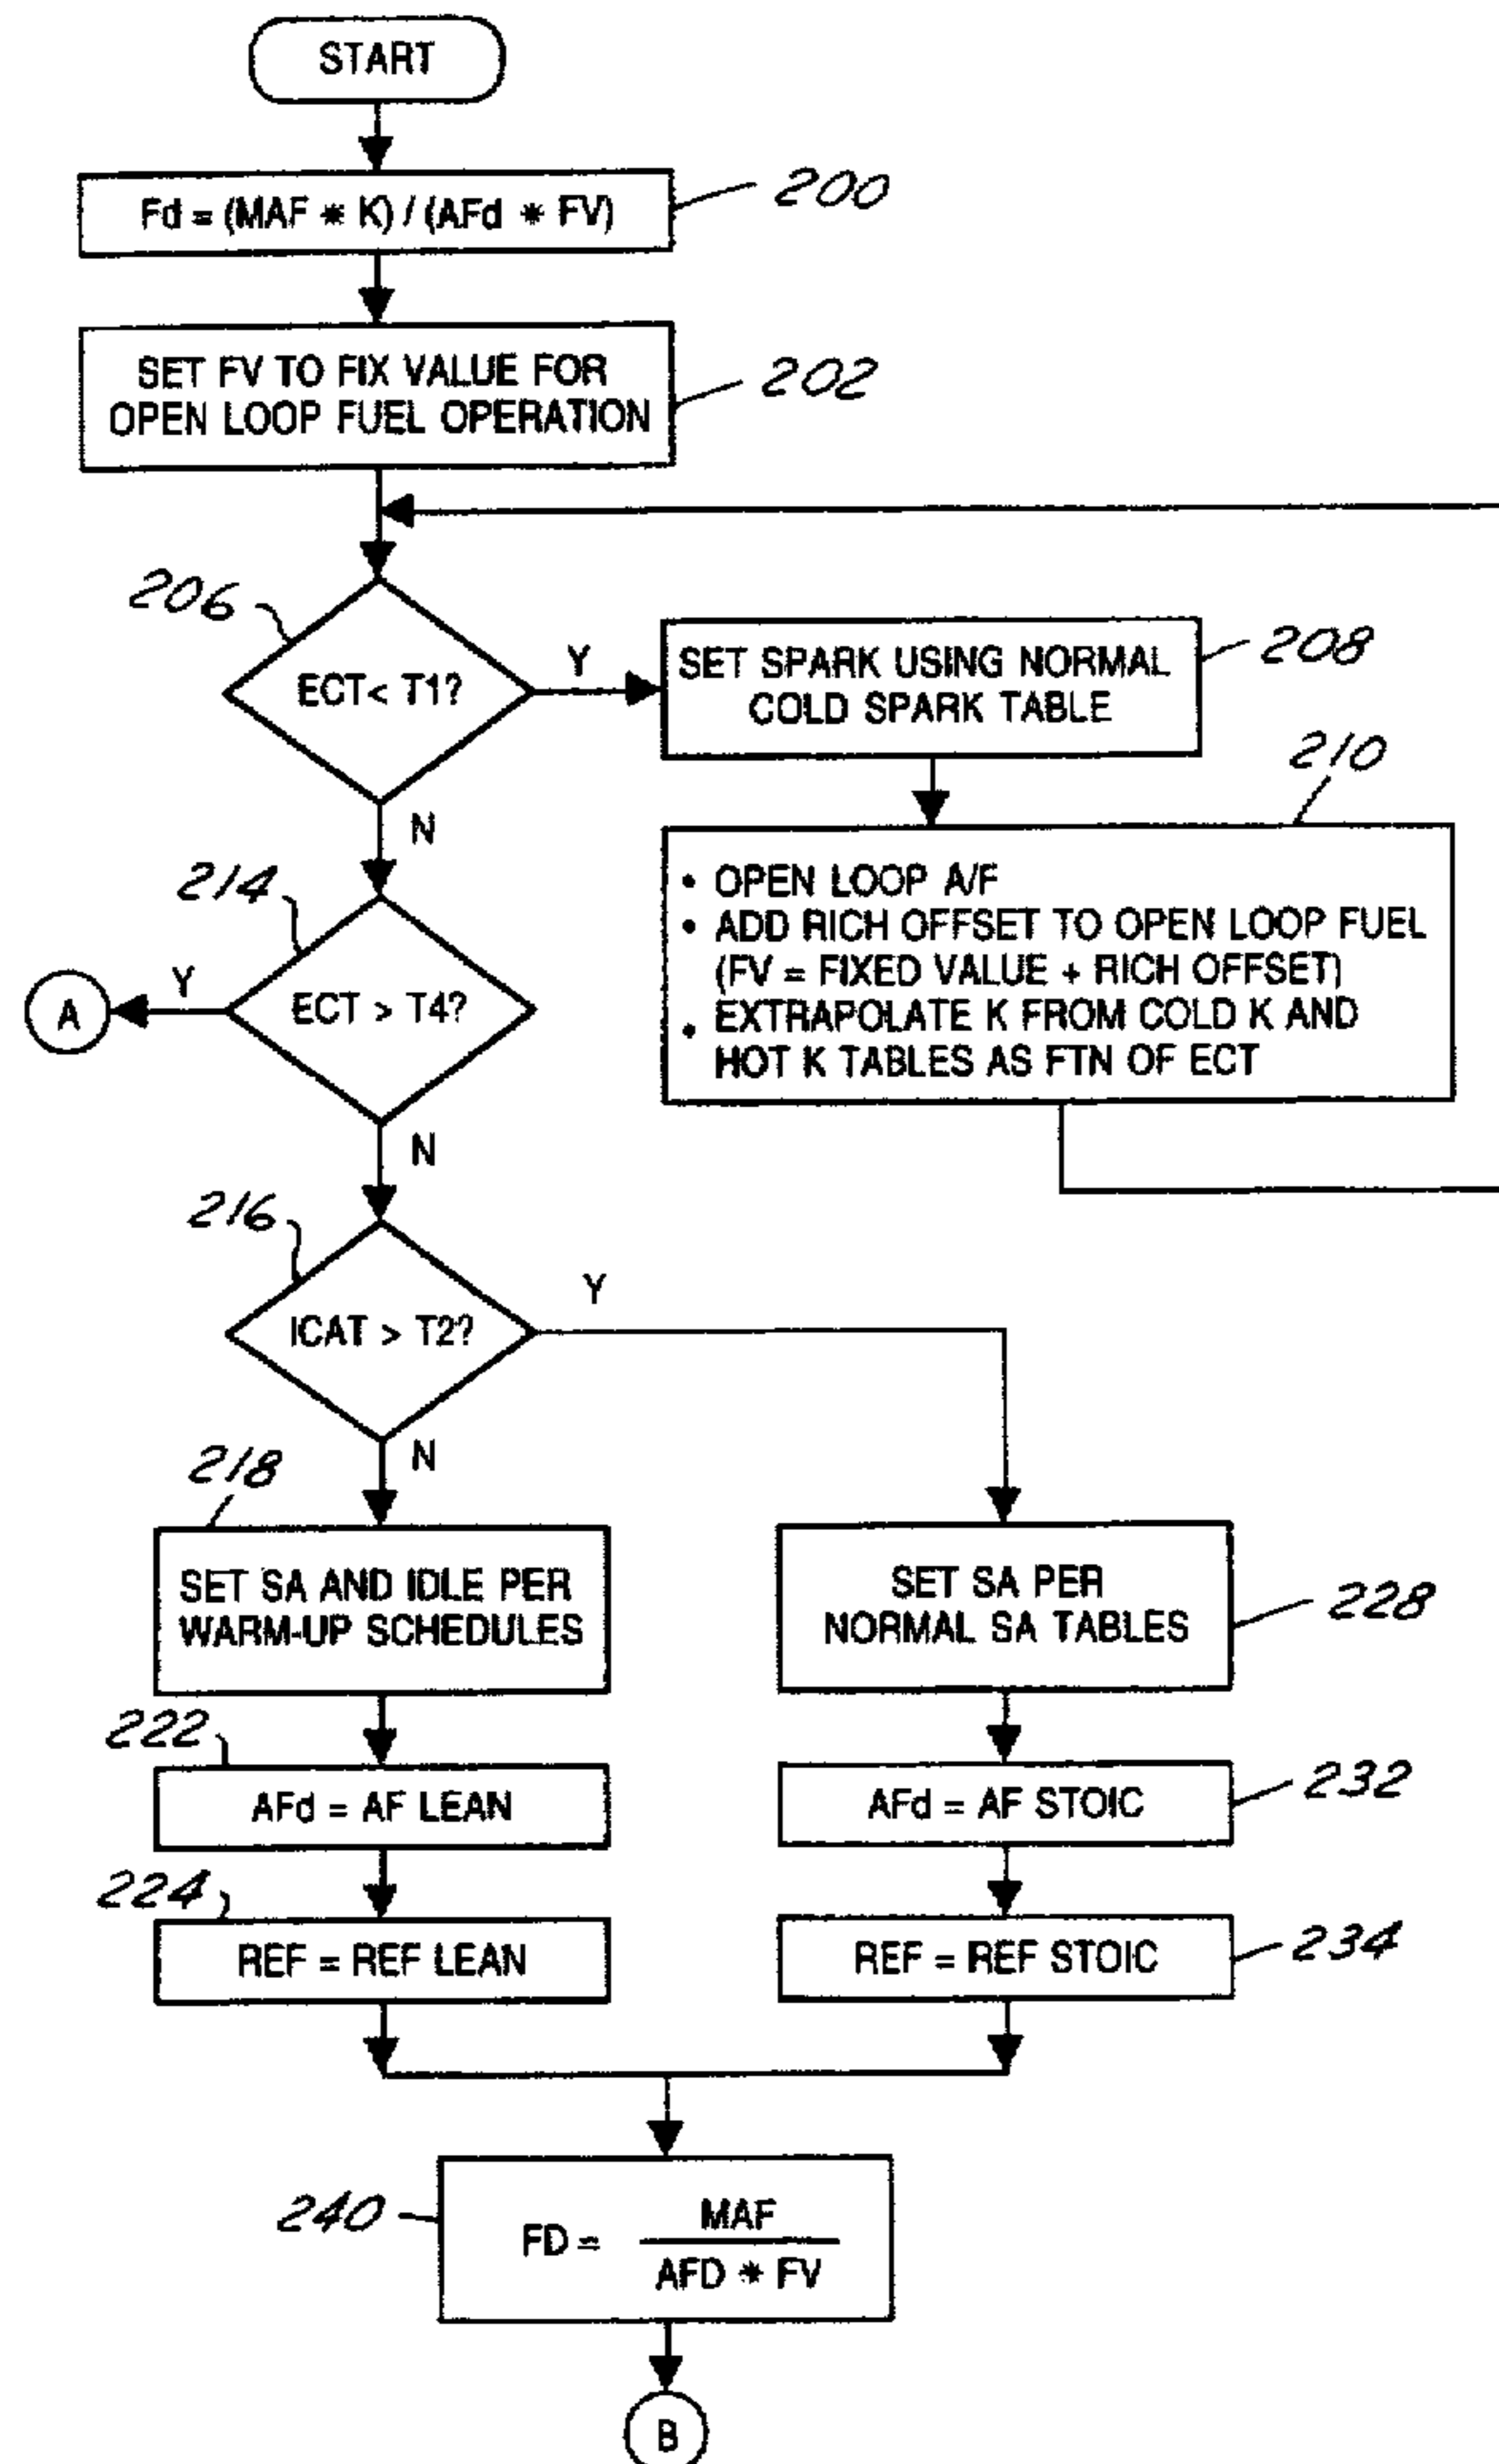 START
Fd = (MAF * K) / (AFd * FV)
200
SET FV TO FIX VALUE FOR
OPEN LOOP FUEL OPERATION
202
206
ECT< T1?
Y
SET SPARK USING NORMAL
COLD SPARK TABLE
208
N
210
• OPEN LOOP A/F
• ADD RICH OFFSET TO OPEN LOOP FUEL
(FV = FIXED VALUE + RICH OFFSET)
• EXTRAPOLATE K FROM COLD K AND
HOT K TABLES AS FTN OF ECT
214
A
Y
ECT > T4?
N
216
ICAT > T2?
Y
N
218
SET SA AND IDLE PER
WARM-UP SCHEDULES
SET SA PER
NORMAL SA TABLES
228
222
AFd = AF LEAN
AFd = AF STOIC
232
224
REF = REF LEAN
REF = REF STOIC
234
240
FD = MAF
AFD * FV
B